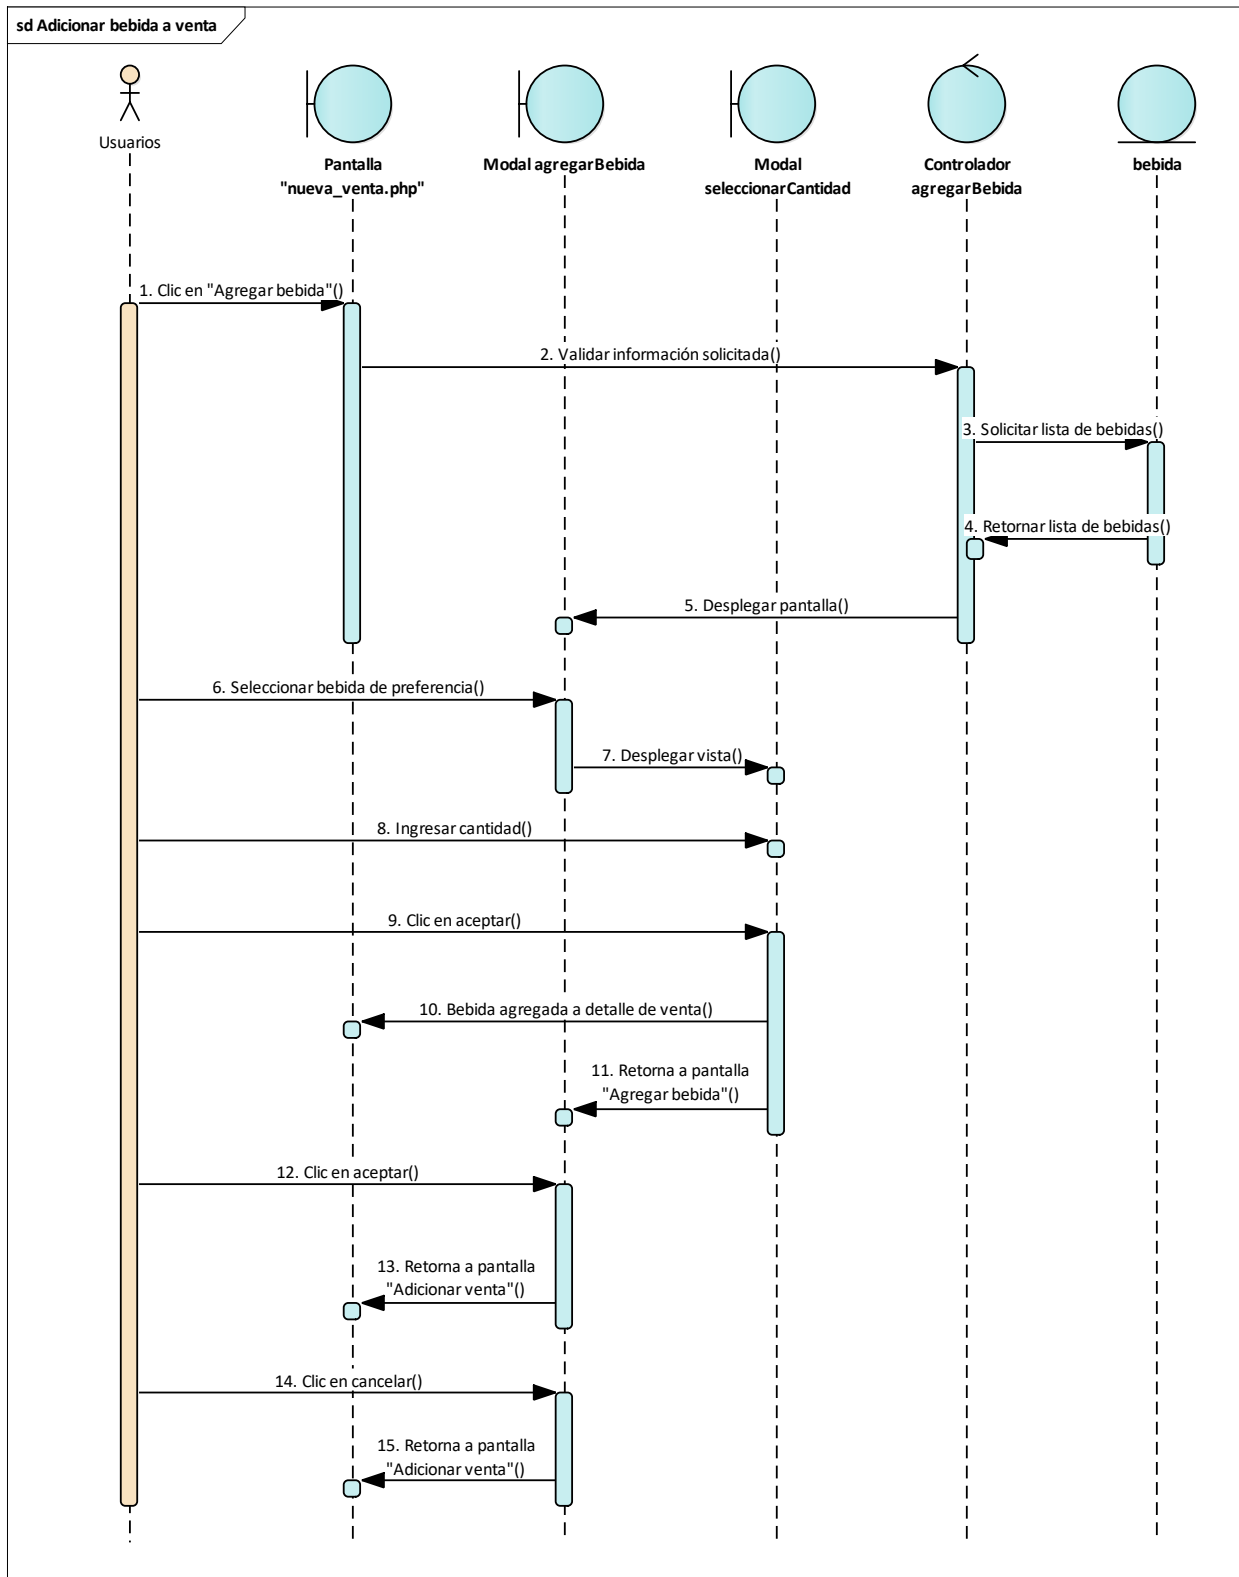 sd Adicionar bebida a venta
Usuarios
Pantalla
"nueva_venta.php"
Modal agregarBebida
Modal
seleccionarCantidad
Controlador
agregarBebida
bebida
1. Clic en "Agregar bebida"()
2. Validar información solicitada()
3. Solicitar lista de bebidas()
4. Retornar lista de bebidas()
5. Desplegar pantalla()
6. Seleccionar bebida de preferencia()
7. Desplegar vista()
8. Ingresar cantidad()
9. Clic en aceptar()
10. Bebida agregada a detalle de venta()
11. Retorna a pantalla
"Agregar bebida"()
12. Clic en aceptar()
13. Retorna a pantalla
"Adicionar venta"()
14. Clic en cancelar()
15. Retorna a pantalla
"Adicionar venta"()